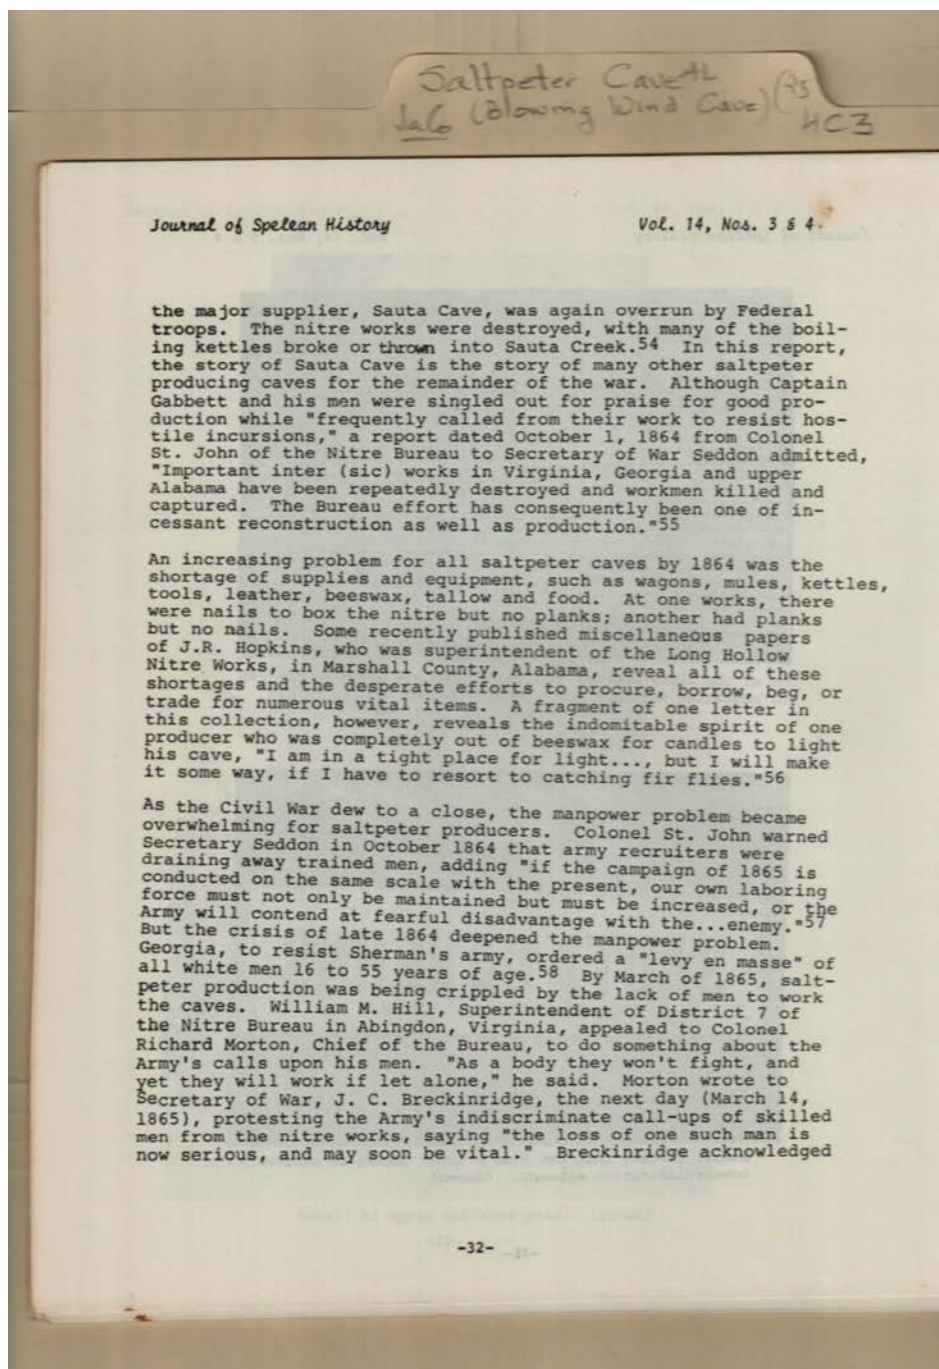 Saltpeter Cave AL
JaCo (Blowing Wind Cave)
4C3
Journal of Spelean History Vol. 14, Nos. 3 & 4.
the major supplier, Sauta Cave, was again overrun by Federal
troops. The nitre works were destroyed, with many of the boil-
ing kettles broke or thrown into Sauta Creek.54 In this report,
the story of Sauta Cave is the story of many other saltpeter
producing caves for the remainder of the war. Although Captain
Gabbett and his men were singled out for praise for good pro-
duction while "frequently called from their work to resist hos-
tile incursions," a report dated October 1, 1864 from Colonel
St. John of the Nitre Bureau to Secretary of War Seddon admitted,
"Important inter (sic) works in Virginia, Georgia and upper
Alabama have been repeatedly destroyed and workmen killed and
captured. The Bureau effort has consequently been one of in-
cessant reconstruction as well as production."55
An increasing problem for all saltpeter caves by 1864 was the
shortage of supplies and equipment, such as wagons, mules, kettles,
tools, leather, beeswax, tallow and food. At one works, there
were nails to box the nitre but no planks; another had planks
but no nails. Some recently published miscellaneous papers
of J.R. Hopkins, who was superintendent of the Long Hollow
Nitre Works, in Marshall County, Alabama, reveal all of these
shortages and the desperate efforts to procure, borrow, beg, or
trade for numerous vital items. A fragment of one letter in
this collection, however, reveals the indomitable spirit of one
producer who was completely out of beeswax for candles to light
his cave, "I am in a tight place for light..., but I will make
it some way, if I have to resort to catching fir flies."56
As the Civil War dew to a close, the manpower problem became
overwhelming for saltpeter producers. Colonel St. John warned
Secretary Seddon in October 1864 that army recruiters were
draining away trained men, adding "if the campaign of 1865 is
conducted on the same scale with the present, our own laboring
force must not only be maintained but must be increased, or the
Army will contend at fearful disadvantage with the...enemy."57
But the crisis of late 1864 deepened the manpower problem.
Georgia, to resist Sherman's army, ordered a "levy en masse" of
all white men 16 to 55 years of age.58 By March of 1865, salt-
peter production was being crippled by the lack of men to work
the caves. William M. Hill, Superintendent of District 7 of
the Nitre Bureau in Abingdon, Virginia, appealed to Colonel
Richard Morton, Chief of the Bureau, to do something about the
Army's calls upon his men. "As a body they won't fight, and
yet they will work if let alone," he said. Morton wrote to
Secretary of War, J. C. Breckinridge, the next day (March 14,
1865), protesting the Army's indiscriminate call-ups of skilled
men from the nitre works, saying "the loss of one such man is
now serious, and may soon be vital." Breckinridge acknowledged
-32-